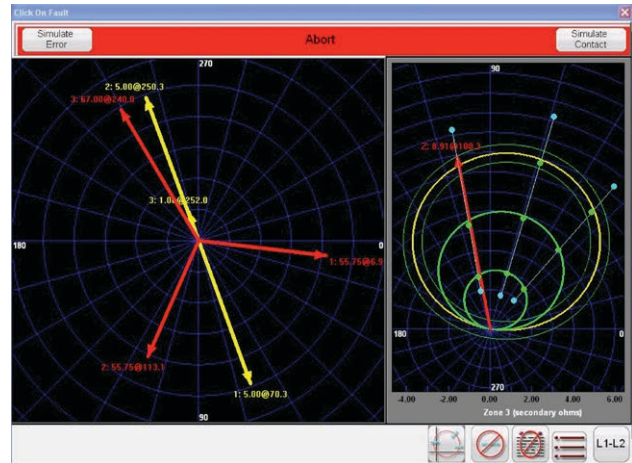 Click On Fault
Simulate
Error
Abort
Simulate
Contact
270
2: 5.00@250.3
3: 67.00@240.0
3: 1.00@252.0
180
0
1: 55.75@6.9
2: 55.75@113.1
1: 5.00@70.3
90
90
Z: 8.91@100.3
180
0
270
-4.00
-2.00
0.00
2.00
4.00
6.00
Zone 3 (secondary ohms)
L1-L2